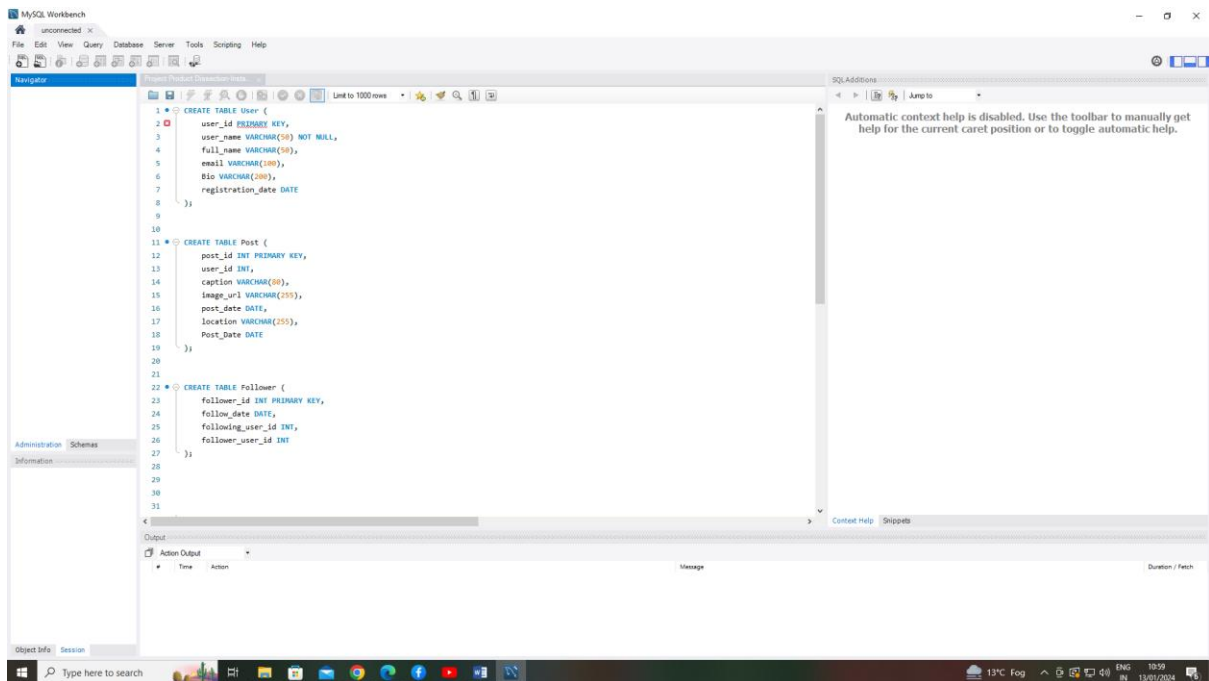 MySQL Workbench
unconnected ×
File Edit View Query Database Server Tools Scripting Help
Navigator
SQLAdditions
Limit to 1000 rows
Jump to
Automatic context help is disabled. Use the toolbar to manually get
help for the current caret position or to toggle automatic help.
1 CREATE TABLE User (
2 user_id PRIMARY KEY,
3 user_name VARCHAR(50) NOT NULL,
4 full_name VARCHAR(50),
5 email VARCHAR(100),
6 Bio VARCHAR(200),
7 registration_date DATE
8 );
9
10
11 CREATE TABLE Post (
12 post_id INT PRIMARY KEY,
13 user_id INT,
14 caption VARCHAR(80),
15 image_url VARCHAR(255),
16 post_date DATE,
17 location VARCHAR(255),
18 Post_Date DATE
19 );
20
21
22 CREATE TABLE Follower (
23 follower_id INT PRIMARY KEY,
24 follow_date DATE,
25 following_user_id INT,
26 follower_user_id INT
27 );
28
29
30
31
Administration Schemas
Information
Context Help Snippets
Output
Action Output
# Time Action Message Duration / Fetch
Object Info Session
Type here to search
13°C Fog
ENG
IN
10:59
13/01/2024